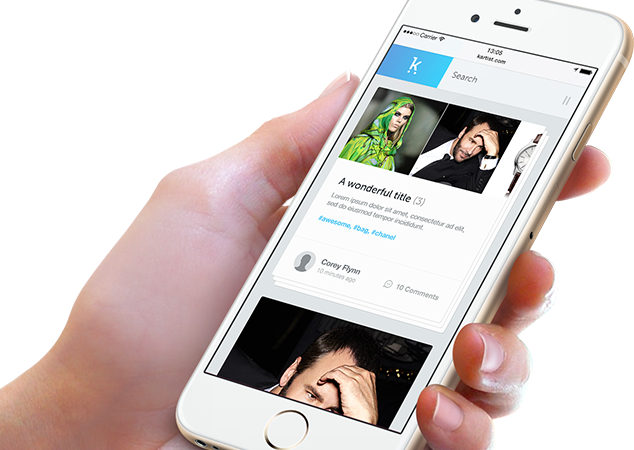 Carrier
13:05
kartist.com
k
Search
A wonderful title (3)
Lorem ipsum dolor sit amet, consectetur ad elit,
sed do eiusmod tempor incididunt.
#awesome, #bag, #chanel
Corey Flynn
10 minutes ago
10 Comments